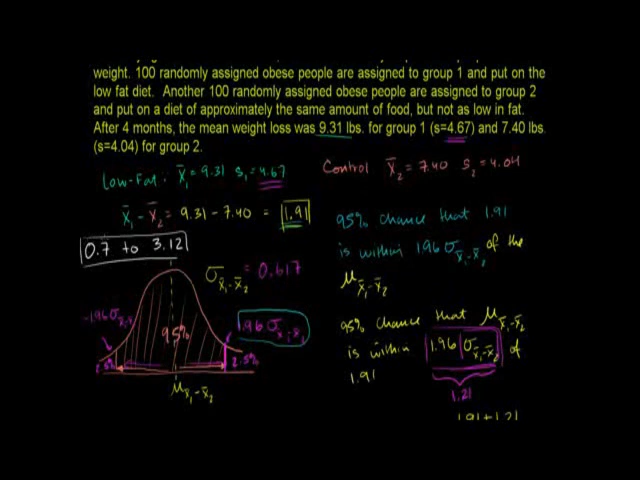 weight. 100 randomly assigned obese people are assigned to group 1 and put on the
low fat diet. Another 100 randomly assigned obese people are assigned to group 2
and put on a diet of approximately the same amount of food, but not as low in fat.
After 4 months, the mean weight loss was 9.31 lbs. for group 1 (s=4.67) and 7.40 lbs.
(s=4.04) for group 2.
Low-Fat: x̄₁ = 9.31 s₁ = 4.67
Control x̄₂ = 7.40 s₂ = 4.04
x̄₁ - x̄₂ = 9.31 - 7.40 = 1.91
0.7 to 3.12
σx̄₁-x̄₂ = 0.617
-1.96σx̄₁-x̄₂
95%
1.96σx̄₁-x̄₂
2.5%
2.5%
μx̄₁-x̄₂
95% chance that 1.91
is within 1.96σx̄₁-x̄₂ of the
μx̄₁-x̄₂
95% chance that μx̄₁-x̄₂
is within 1.96σx̄₁-x̄₂ of
1.91
1.21
1.91+1.21